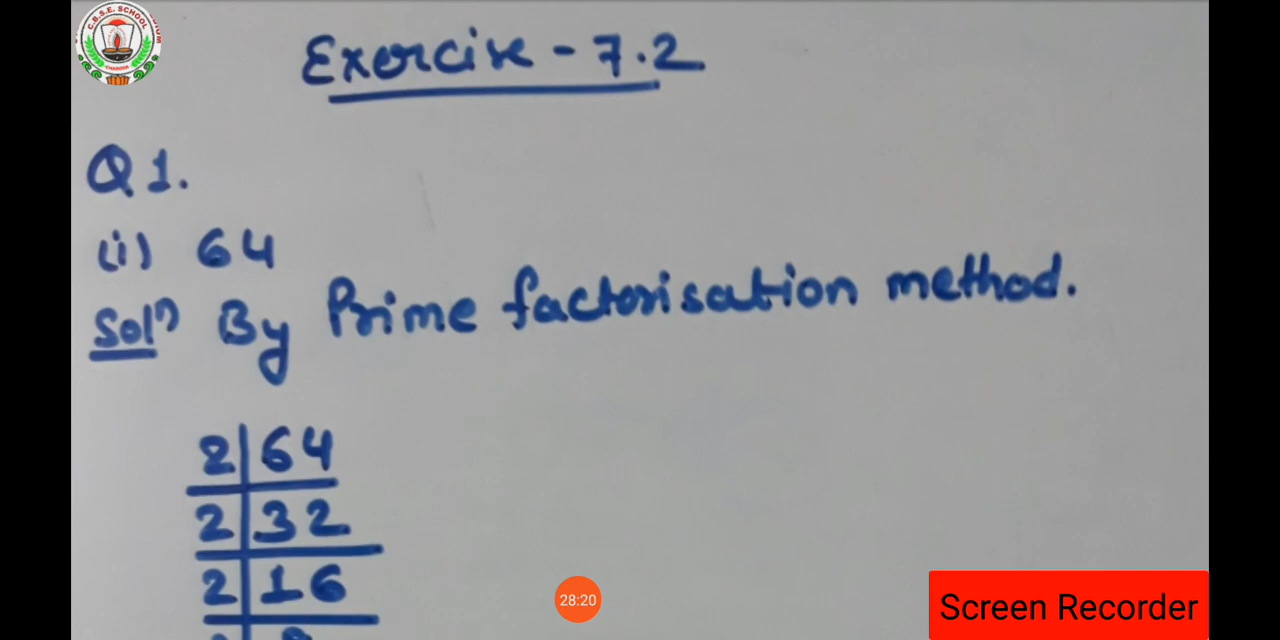 C.B.S.E. SCHOOL
Exercise - 7.2
Q1.
(i) 64
Solⁿ By Prime factorisation method.
2 | 64
2 | 32
2 | 16
28:20
Screen Recorder